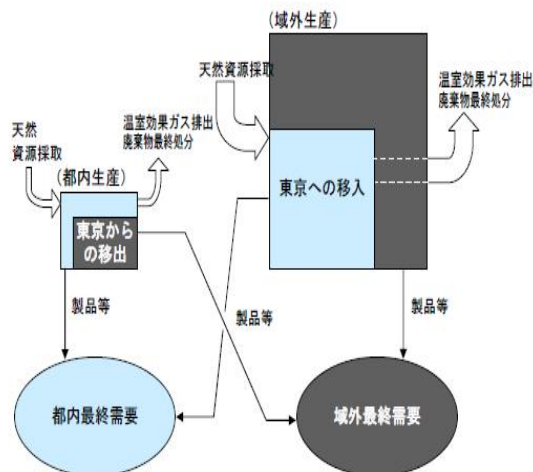 （域外生産）
天然資源採取
温室効果ガス排出
廃棄物最終処分
天然
資源採取
温室効果ガス排出
廃棄物最終処分
（都内生産）
東京への移入
東京から
の移出
製品等
製品等
製品等
都内最終需要
域外最終需要